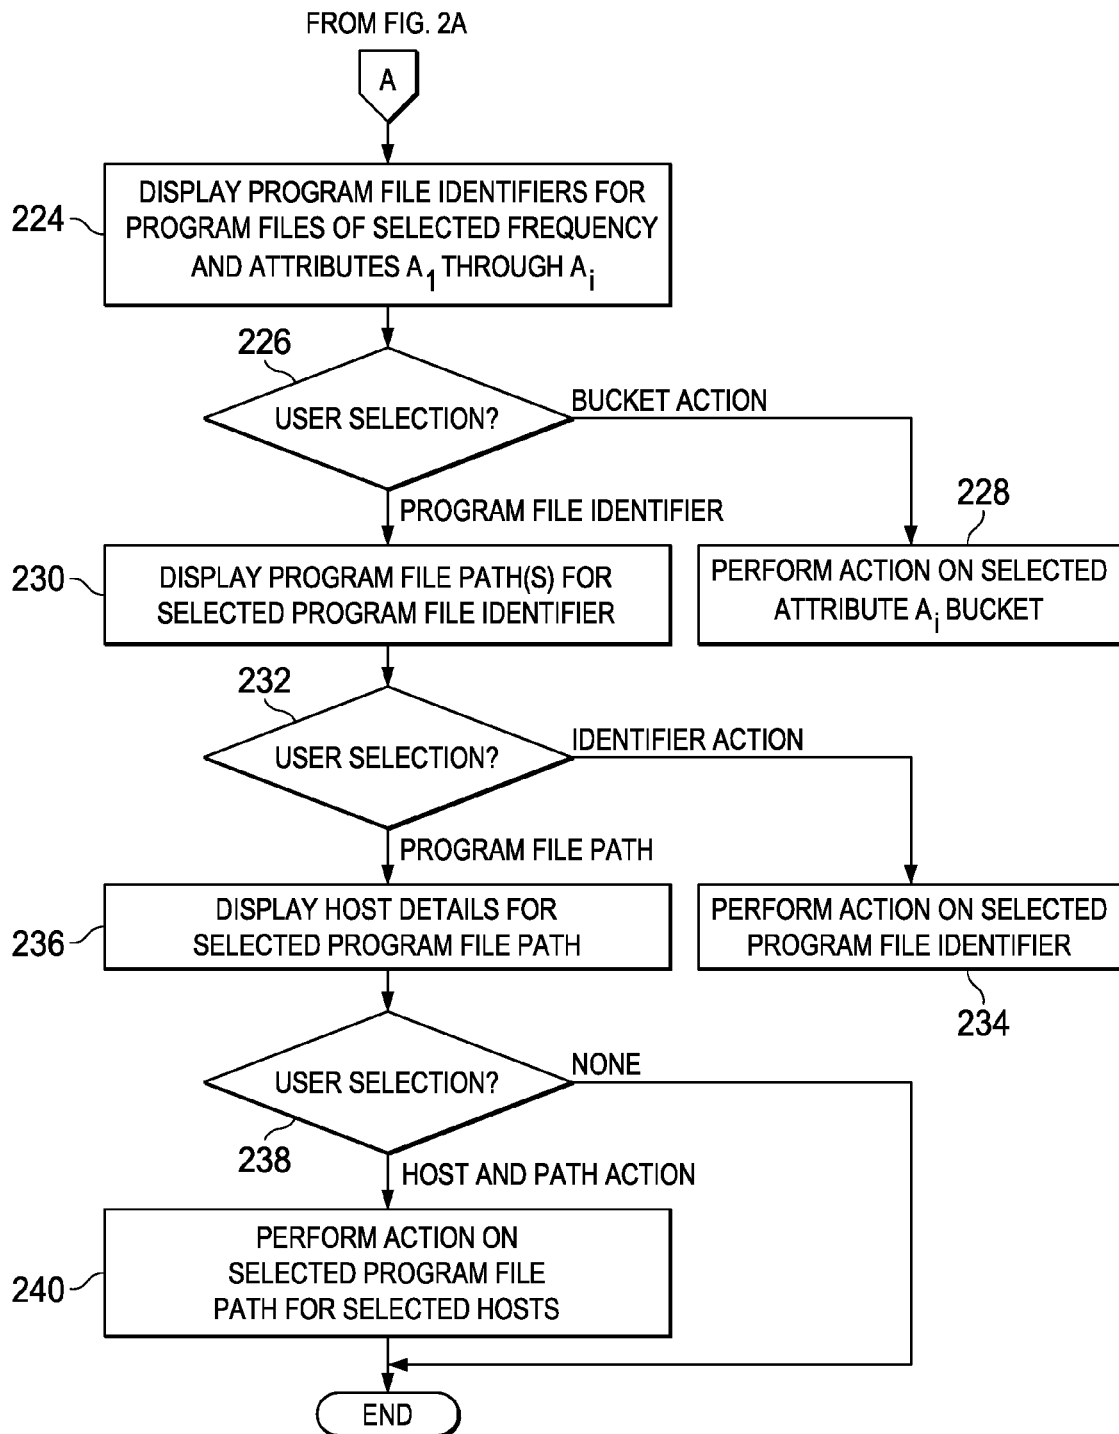 FROM FIG. 2A
A
224
DISPLAY PROGRAM FILE IDENTIFIERS FOR
PROGRAM FILES OF SELECTED FREQUENCY
AND ATTRIBUTES A1 THROUGH Ai
226
USER SELECTION?
BUCKET ACTION
PROGRAM FILE IDENTIFIER
228
PERFORM ACTION ON SELECTED
ATTRIBUTE Ai BUCKET
230
DISPLAY PROGRAM FILE PATH(S) FOR
SELECTED PROGRAM FILE IDENTIFIER
232
USER SELECTION?
IDENTIFIER ACTION
PROGRAM FILE PATH
PERFORM ACTION ON SELECTED
PROGRAM FILE IDENTIFIER
234
236
DISPLAY HOST DETAILS FOR
SELECTED PROGRAM FILE PATH
USER SELECTION?
NONE
238
HOST AND PATH ACTION
240
PERFORM ACTION ON
SELECTED PROGRAM FILE
PATH FOR SELECTED HOSTS
END